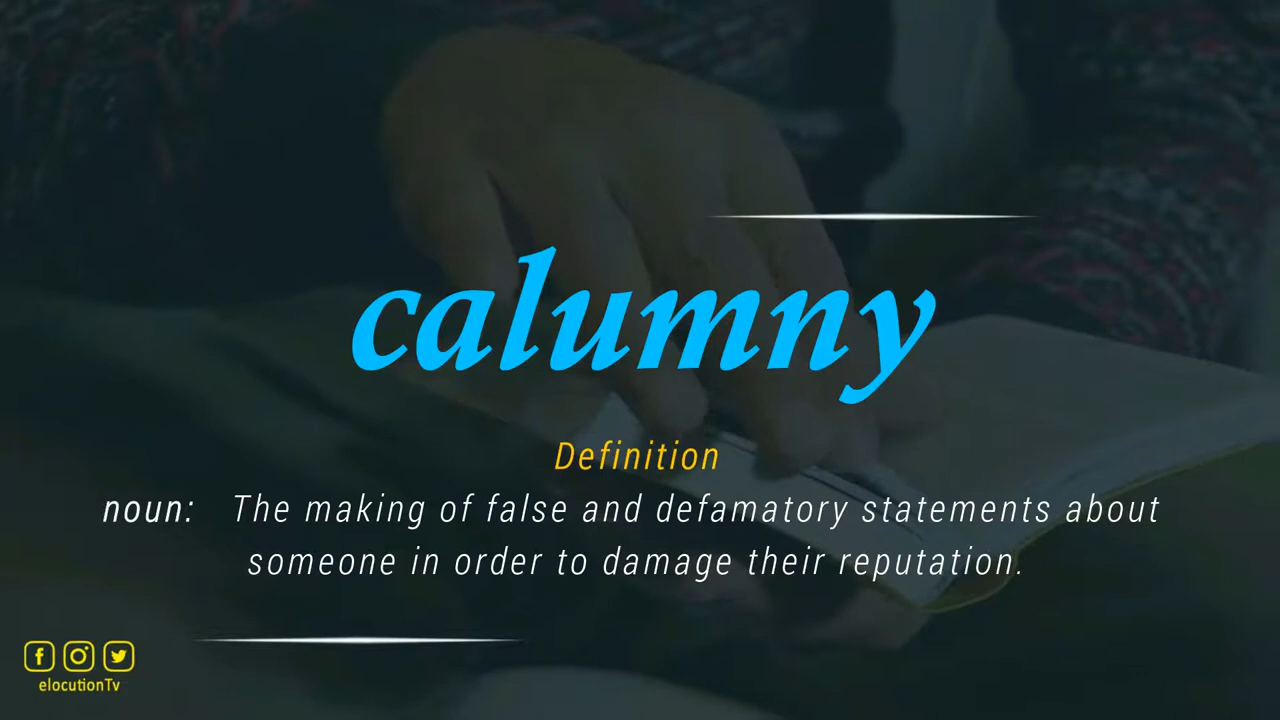 calumny
Definition
noun: The making of false and defamatory statements about
someone in order to damage their reputation.
elocutionTv